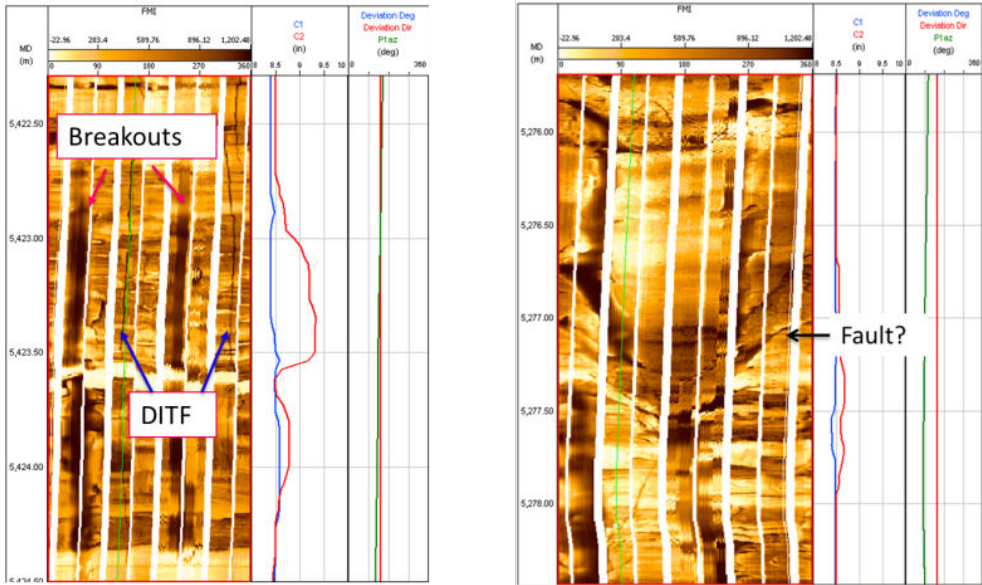 FMI
-22.96 283.4 589.76 896.12 1,202.48
MD
(m)
0 90 180 270 360
C1
C2
(in)
8 8.5 9 9.5 10
Deviation Deg
Deviation Dir
P1az
(deg)
0 360
5,422.50
Breakouts
5,423.00
5,423.50
DITF
5,424.00
5,424.50
FMI
-22.96 283.4 589.76 896.12 1,202.48
MD
(m)
0 90 180 270 360
C1
C2
(in)
8 8.5 9 9.5 10
Deviation Deg
Deviation Dir
P1az
(deg)
0 360
5,276.00
5,276.50
5,277.00
Fault?
5,277.50
5,278.00